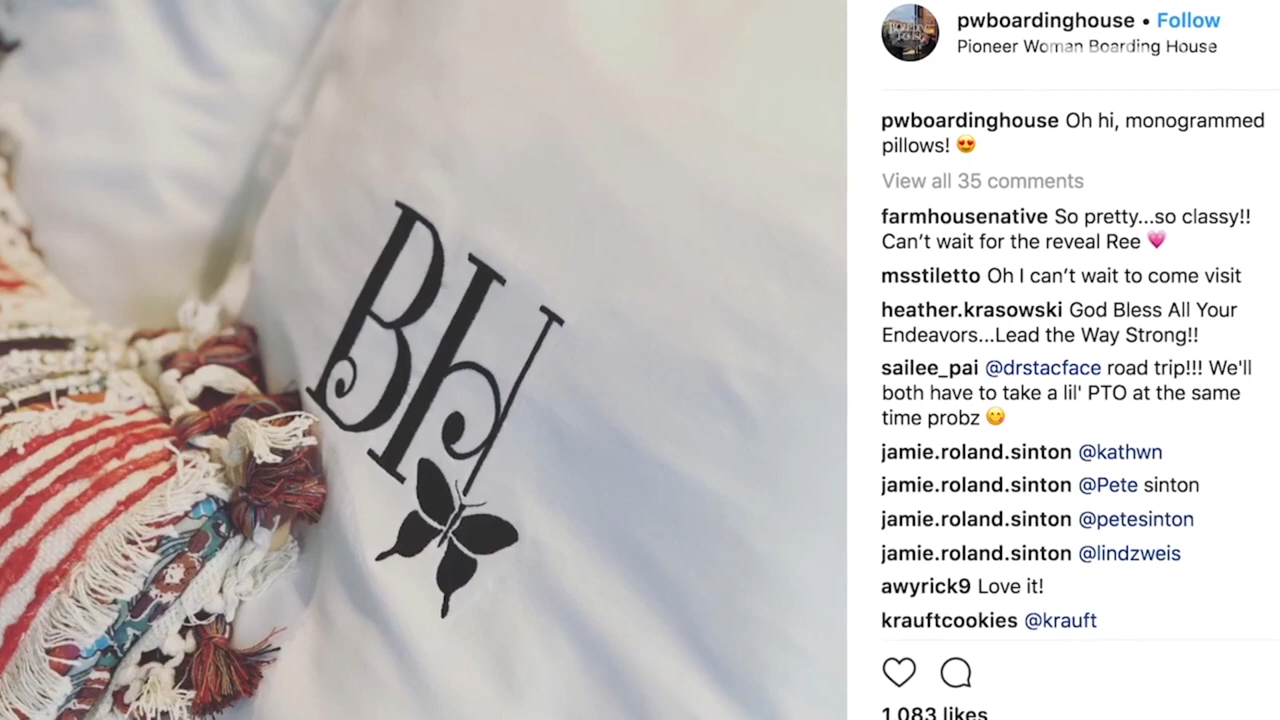 BH
pwboardinghouse • Follow
Pioneer Woman Boarding House
pwboardinghouse Oh hi, monogrammed
pillows! 😍
View all 35 comments
farmhousenative So pretty...so classy!!
Can't wait for the reveal Ree 💗
msstiletto Oh I can't wait to come visit
heather.krasowski God Bless All Your
Endeavors...Lead the Way Strong!!
sailee_pai @drstacface road trip!!! We'll
both have to take a lil' PTO at the same
time probz 😋
jamie.roland.sinton @kathwn
jamie.roland.sinton @Pete sinton
jamie.roland.sinton @petesinton
jamie.roland.sinton @lindzweis
awyrick9 Love it!
krauftcookies @krauft
1,083 likes